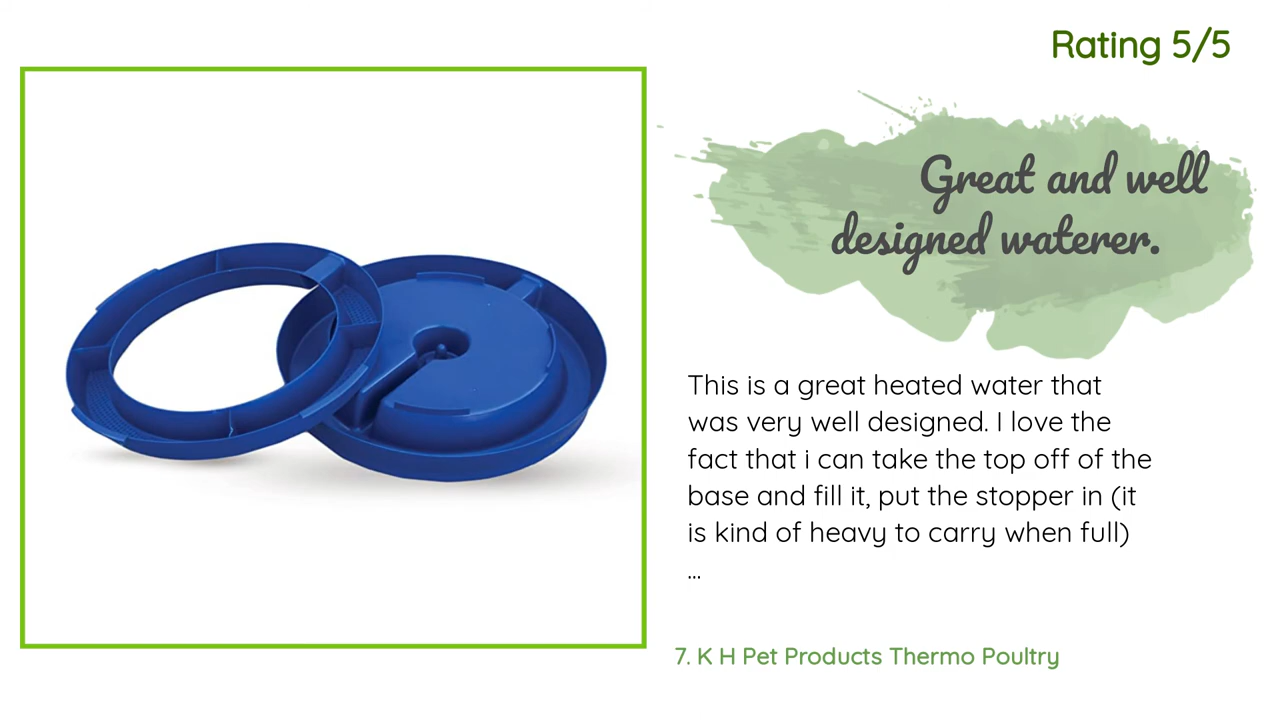 Rating 5/5
Great and well
designed waterer.
This is a great heated water that
was very well designed. I love the
fact that i can take the top off of the
base and fill it, put the stopper in (it
is kind of heavy to carry when full)
...
7. K H Pet Products Thermo Poultry